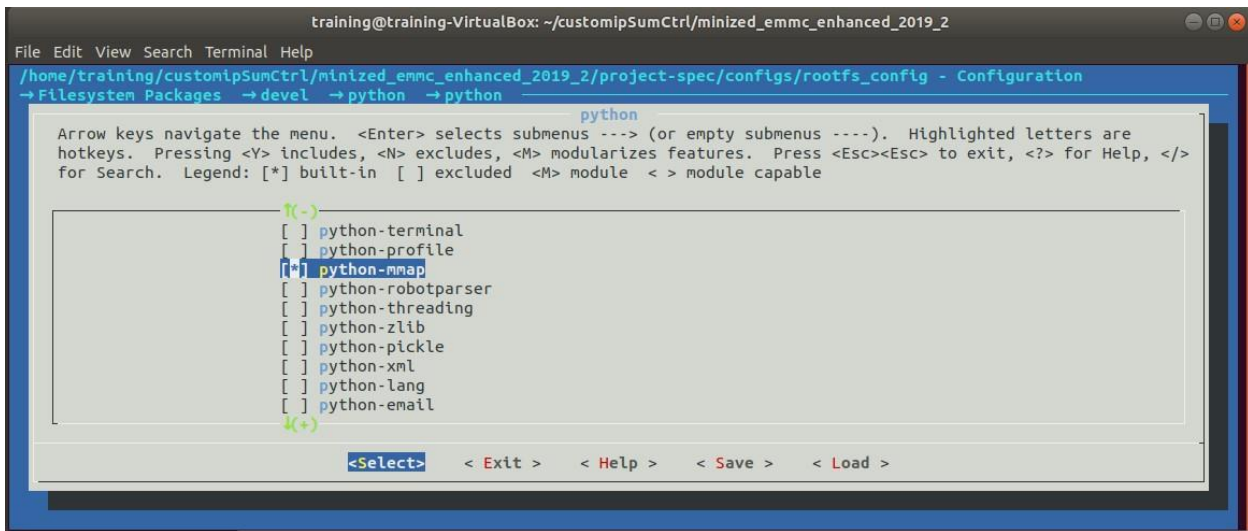 training@training-VirtualBox: ~/customipSumCtrl/minized_emmc_enhanced_2019_2
File Edit View Search Terminal Help
/home/training/customipSumCtrl/minized_emmc_enhanced_2019_2/project-spec/configs/rootfs_config - Configuration
→ Filesystem Packages → devel → python → python
python
Arrow keys navigate the menu. <Enter> selects submenus ---> (or empty submenus ----). Highlighted letters are
hotkeys. Pressing <Y> includes, <N> excludes, <M> modularizes features. Press <Esc><Esc> to exit, <?> for Help, </>
for Search. Legend: [*] built-in [ ] excluded <M> module < > module capable
↑(-)
[ ] python-terminal
[ ] python-profile
[*] python-mmap
[ ] python-robotparser
[ ] python-threading
[ ] python-zlib
[ ] python-pickle
[ ] python-xml
[ ] python-lang
[ ] python-email
↓(+)
<Select> < Exit > < Help > < Save > < Load >